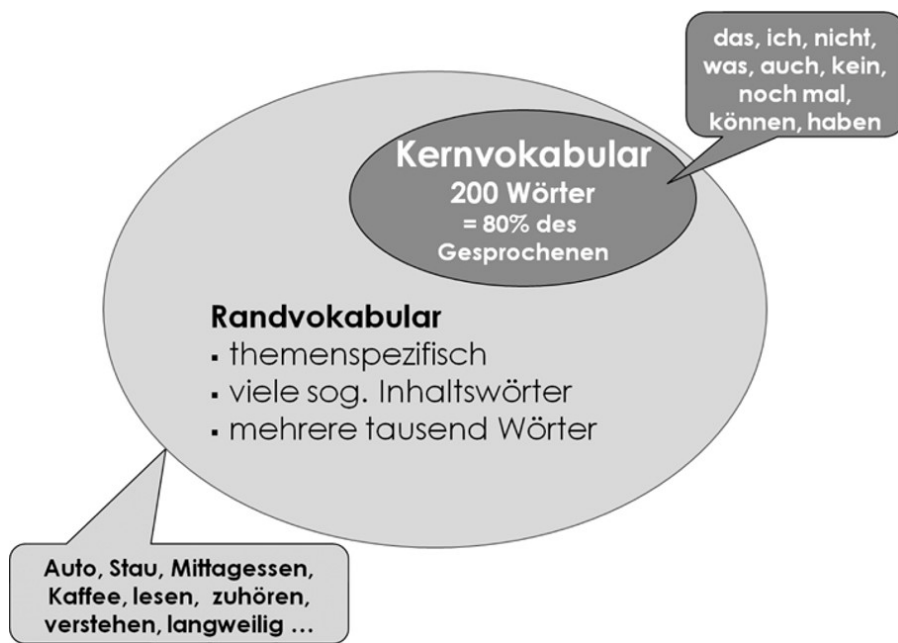 das, ich, nicht,
was, auch, kein,
noch mal,
können, haben
Kernvokabular
200 Wörter
= 80% des
Gesprochenen
Randvokabular
▪ themenspezifisch
▪ viele sog. Inhaltswörter
▪ mehrere tausend Wörter
Auto, Stau, Mittagessen,
Kaffee, lesen, zuhören,
verstehen, langweilig ...